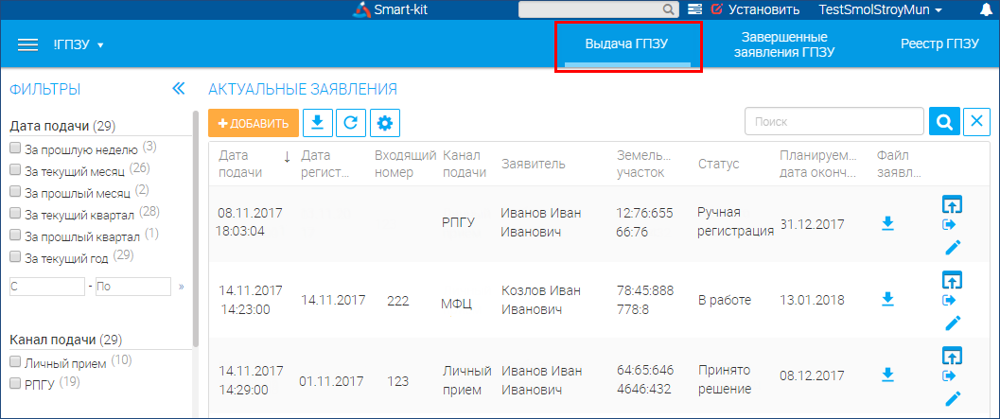 Smart-kit
Установить
TestSmolStroyMun
!ГПЗУ
Выдача ГПЗУ
Завершенные
заявления ГПЗУ
Реестр ГПЗУ
ФИЛЬТРЫ
«
Дата подачи (29)
За прошлую неделю (3)
За текущий месяц (26)
За прошлый месяц (2)
За текущий квартал (28)
За прошлый квартал (1)
За текущий год (29)
С - По »
Канал подачи (29)
Личный прием (10)
РПГУ (19)
АКТУАЛЬНЫЕ ЗАЯВЛЕНИЯ
+ ДОБАВИТЬ
Поиск
Дата ↓ Дата Входящий Канал Заявитель Земель... Статус Планируем... Файл
подачи регист... номер подачи участок дата оконч... заявл...
08.11.2017 РПГУ Иванов Иван 12:76:655 Ручная 31.12.2017
18:03:04 Иванович 66:76 регистрация
14.11.2017 14.11.2017 222 МФЦ Козлов Иван 78:45:888 В работе 13.01.2018
14:23:00 Иванович 778:8
14.11.2017 01.11.2017 123 Личный Иванов Иван 64:65:646 Принято 08.12.2017
14:29:00 прием Иванович 4646:432 решение